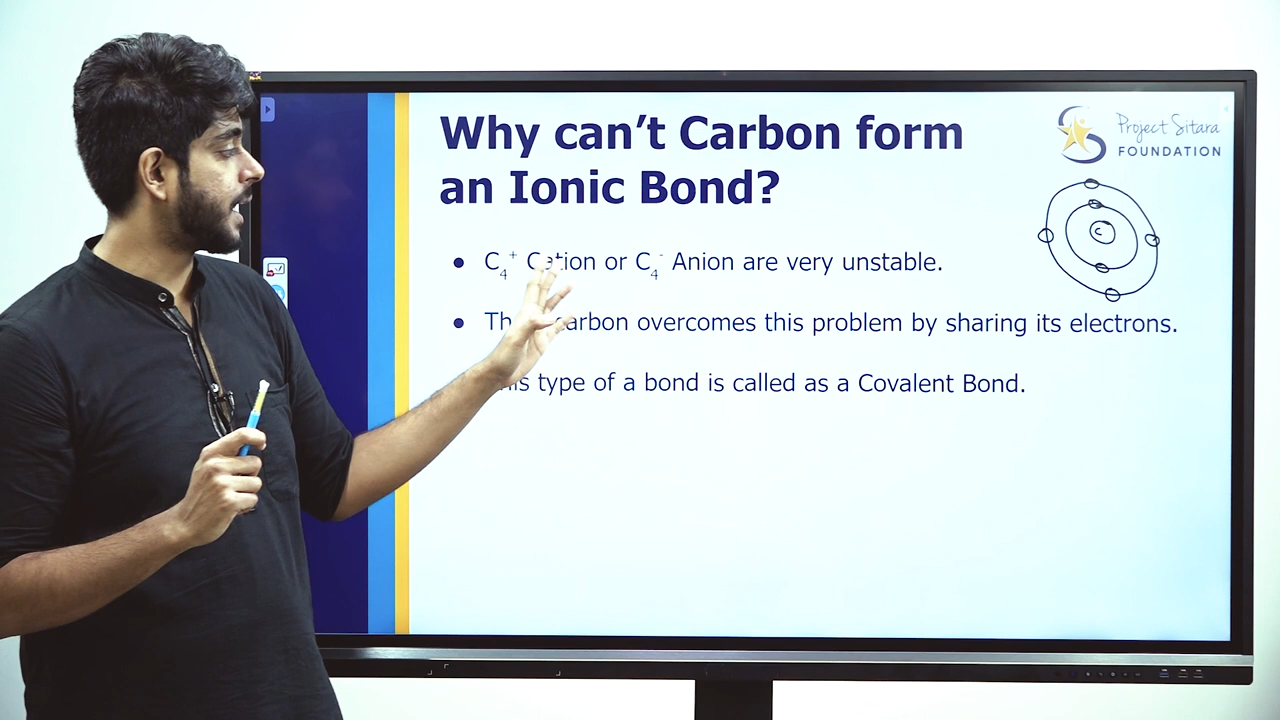 Why can't Carbon form
an Ionic Bond?
Project Sitara
FOUNDATION
C
• C₄⁺ Cation or C₄⁻ Anion are very unstable.
• Carbon overcomes this problem by sharing its electrons.
type of a bond is called as a Covalent Bond.